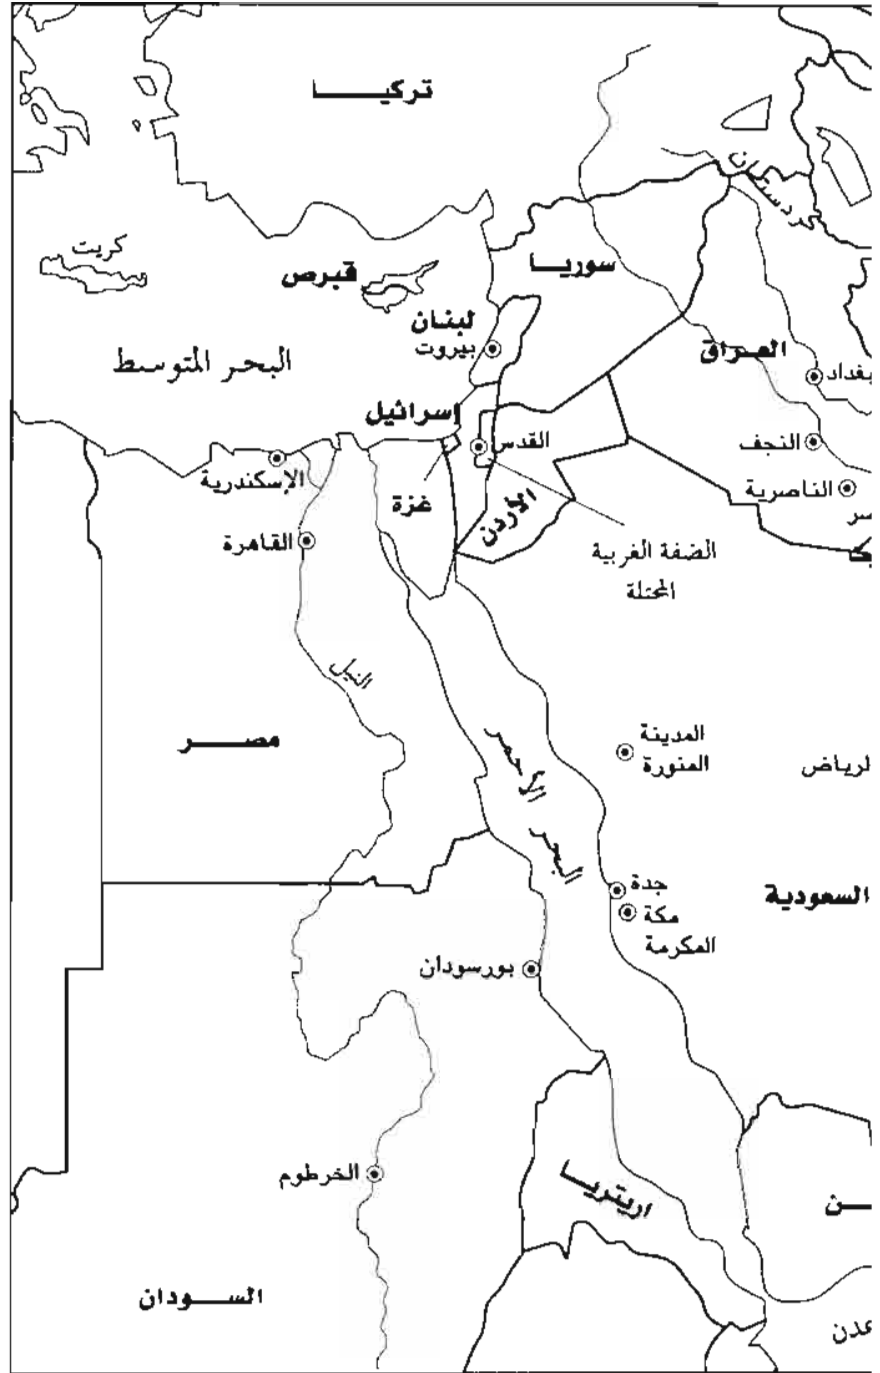 تركيا
كردستان
كريت
قبرص
سوريا
لبنان
بيروت
العراق
البحر المتوسط
بغداد
إسرائيل
القدس
النجف
الإسكندرية
غزة
الأردن
الناصرية
القاهرة
الضفة الغربية
المحتلة
النيل
مصر
المدينة
المنورة
الرياض
البحر الأحمر
جدة
مكة
المكرمة
السعودية
بورسودان
الخرطوم
اريتريا
السودان
عدن